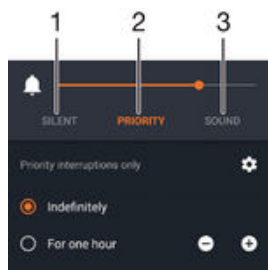 1 2 3
SILENT PRIORITY SOUND
Priority interruptions only
Indefinitely
For one hour